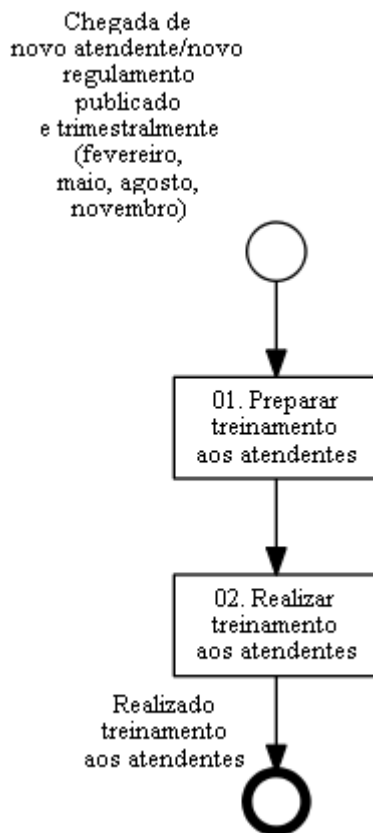 Chegada de
novo atendente/novo
regulamento
publicado
e trimestralmente
(fevereiro,
maio, agosto,
novembro)
01. Preparar
treinamento
aos atendentes
02. Realizar
treinamento
aos atendentes
Realizado
treinamento
aos atendentes